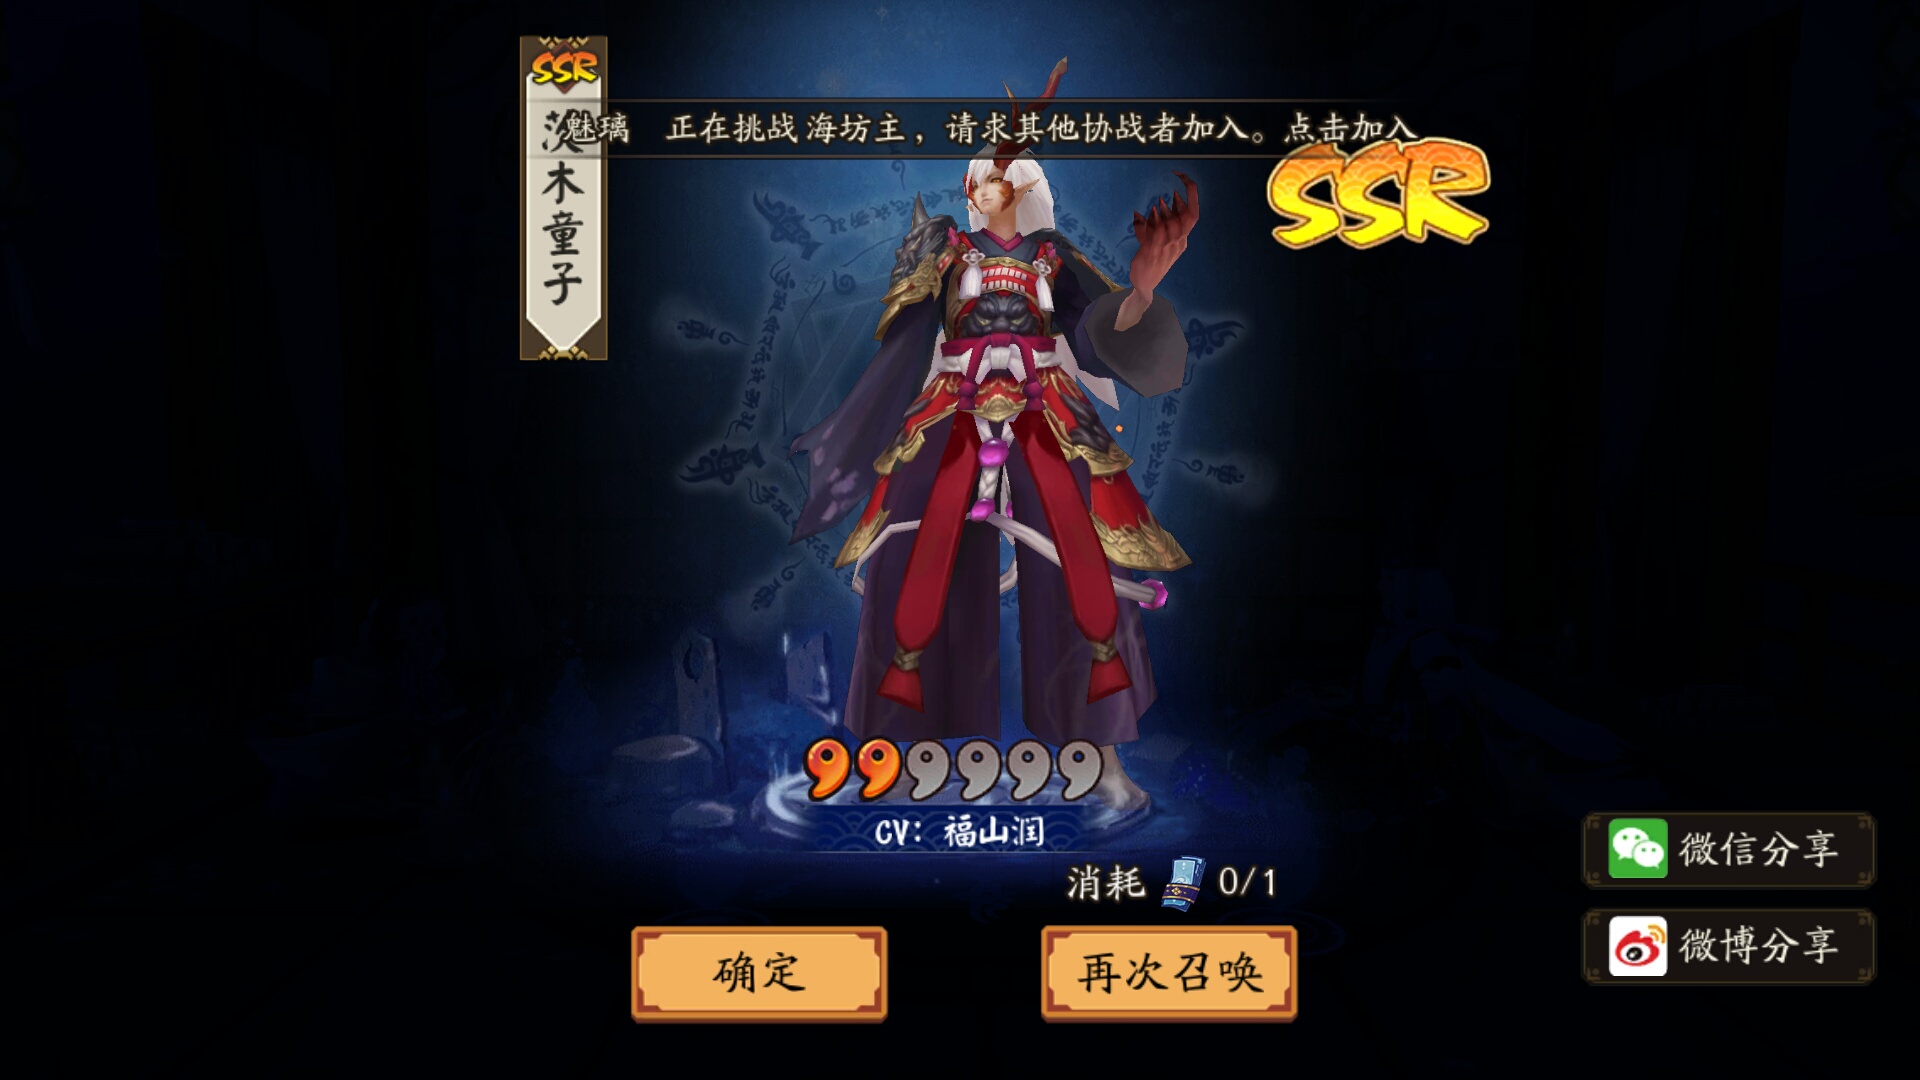 SSR
茨木童子
魅璃 正在挑战 海坊主，请求其他协战者加入。点击加入
SSR
CV：福山润
消耗 0/1
确定
再次召唤
微信分享
微博分享